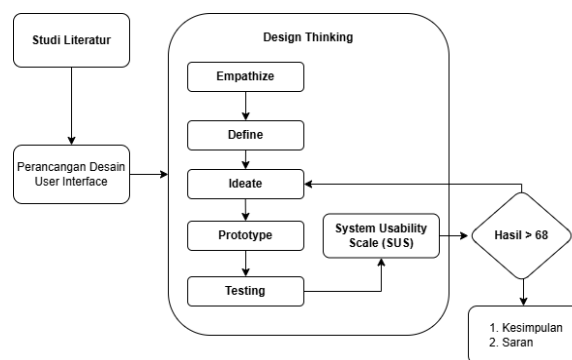 Studi Literatur
Perancangan Desain
User Interface
Design Thinking
Empathize
Define
Ideate
Prototype
Testing
System Usability
Scale (SUS)
Hasil > 68
1. Kesimpulan
2. Saran